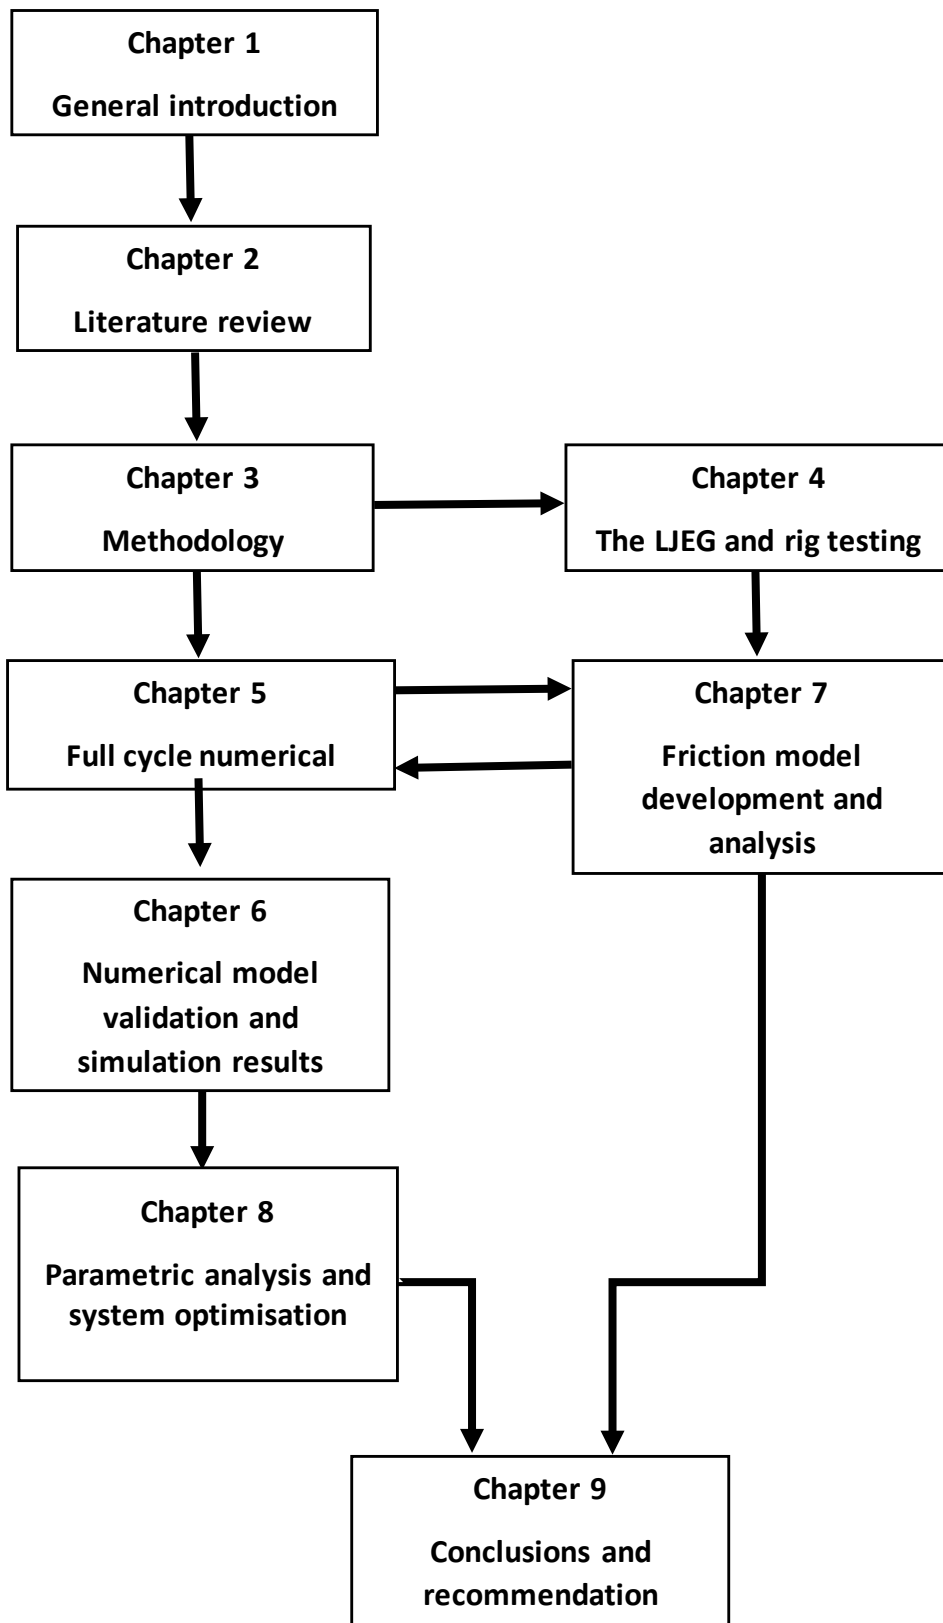 Chapter 1
General introduction
Chapter 2
Literature review
Chapter 3
Methodology
Chapter 4
The LJEG and rig testing
Chapter 5
Full cycle numerical
Chapter 7
Friction model
development and
analysis
Chapter 6
Numerical model
validation and
simulation results
Chapter 8
Parametric analysis and
system optimisation
Chapter 9
Conclusions and
recommendation